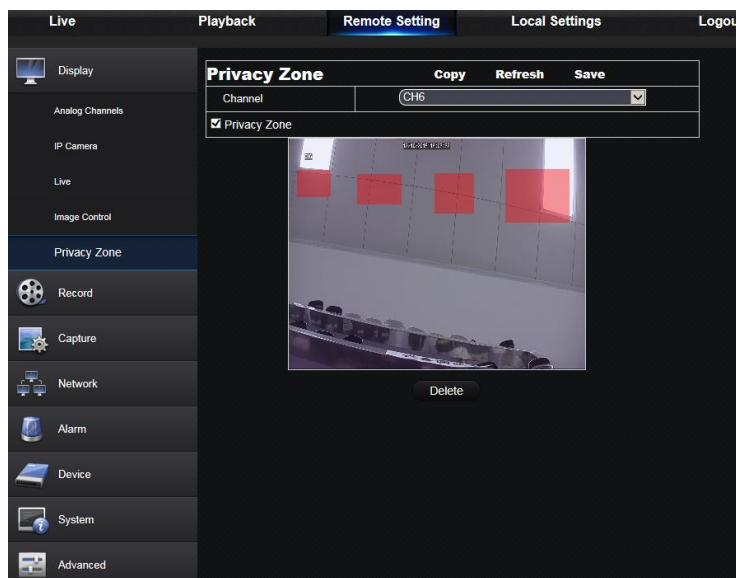 Live Playback Remote Setting Local Settings Logou
Display
Analog Channels
IP Camera
Live
Image Control
Privacy Zone
Record
Capture
Network
Alarm
Device
System
Advanced
Privacy Zone Copy Refresh Save
Channel CH6
Privacy Zone
Delete